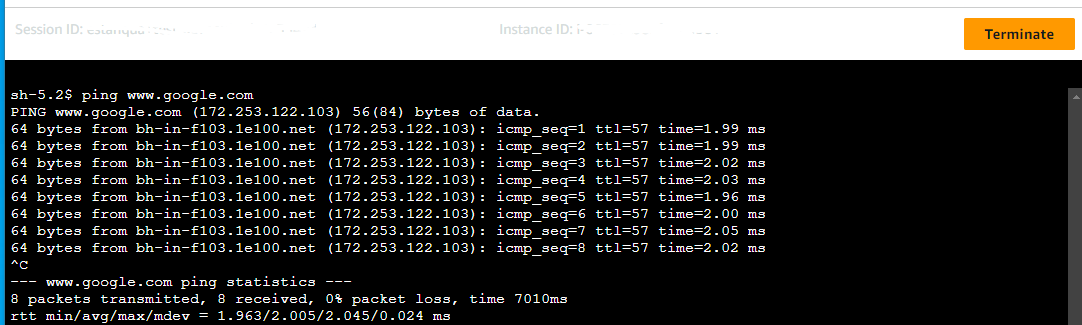 Session ID:
Instance ID:
Terminate
sh-5.2$ ping www.google.com
PING www.google.com (172.253.122.103) 56(84) bytes of data.
64 bytes from bh-in-f103.1e100.net (172.253.122.103): icmp_seq=1 ttl=57 time=1.99 ms
64 bytes from bh-in-f103.1e100.net (172.253.122.103): icmp_seq=2 ttl=57 time=1.99 ms
64 bytes from bh-in-f103.1e100.net (172.253.122.103): icmp_seq=3 ttl=57 time=2.02 ms
64 bytes from bh-in-f103.1e100.net (172.253.122.103): icmp_seq=4 ttl=57 time=2.03 ms
64 bytes from bh-in-f103.1e100.net (172.253.122.103): icmp_seq=5 ttl=57 time=1.96 ms
64 bytes from bh-in-f103.1e100.net (172.253.122.103): icmp_seq=6 ttl=57 time=2.00 ms
64 bytes from bh-in-f103.1e100.net (172.253.122.103): icmp_seq=7 ttl=57 time=2.05 ms
64 bytes from bh-in-f103.1e100.net (172.253.122.103): icmp_seq=8 ttl=57 time=2.02 ms
^C
--- www.google.com ping statistics ---
8 packets transmitted, 8 received, 0% packet loss, time 7010ms
rtt min/avg/max/mdev = 1.963/2.005/2.045/0.024 ms